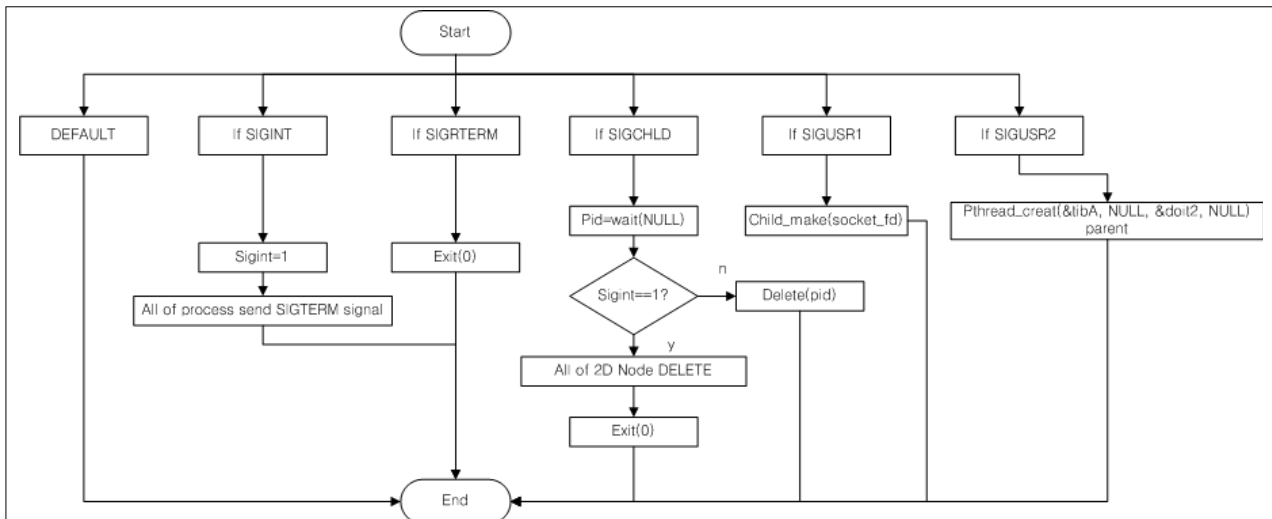 Start
DEFAULT
If SIGINT
If SIGRTERM
If SIGCHLD
If SIGUSR1
If SIGUSR2
Pid=wait(NULL)
Child_make(socket_fd)
Pthread_creat(&tibA, NULL, &doit2, NULL)
parent
Sigint=1
Exit(0)
n
Sigint==1?
Delete(pid)
All of process send SIGTERM signal
y
All of 2D Node DELETE
Exit(0)
End